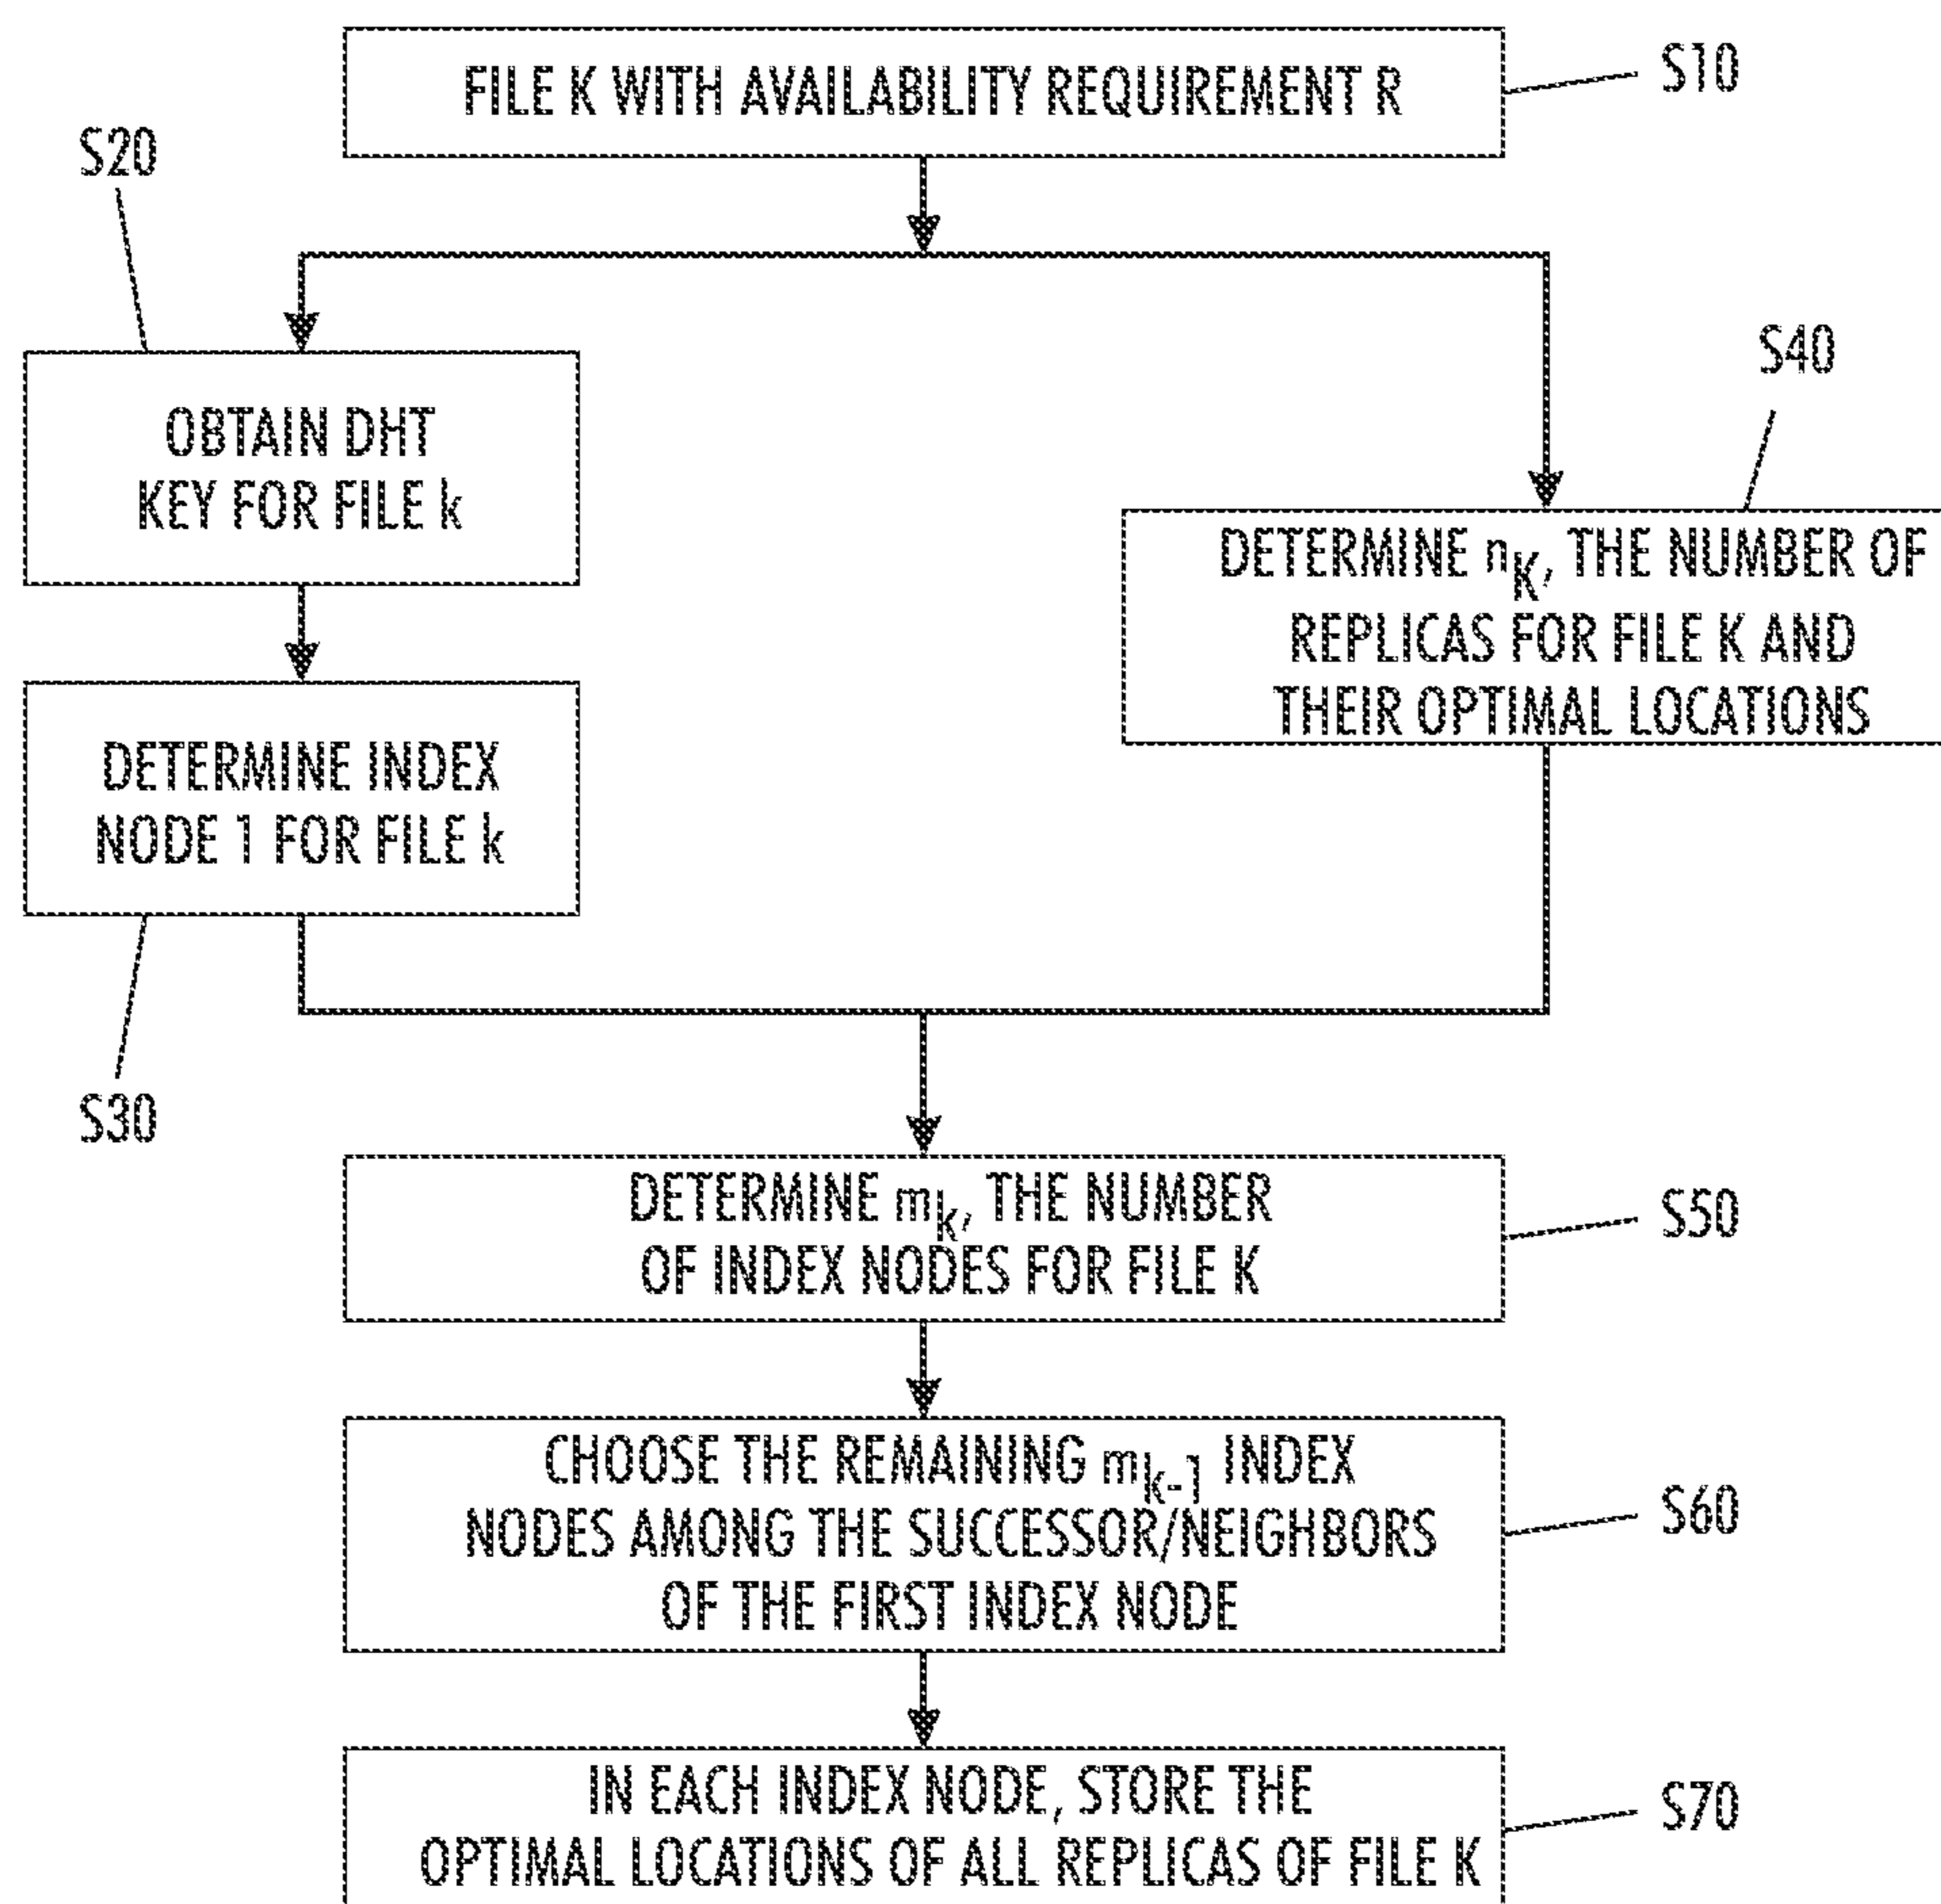 FILE K WITH AVAILABILITY REQUIREMENT R
S10
S20
OBTAIN DHT
KEY FOR FILE k
S40
DETERMINE nK, THE NUMBER OF
REPLICAS FOR FILE K AND
THEIR OPTIMAL LOCATIONS
DETERMINE INDEX
NODE 1 FOR FILE k
S30
DETERMINE mk, THE NUMBER
OF INDEX NODES FOR FILE K
S50
CHOOSE THE REMAINING mk-1 INDEX
NODES AMONG THE SUCCESSOR/NEIGHBORS
OF THE FIRST INDEX NODE
S60
IN EACH INDEX NODE, STORE THE
OPTIMAL LOCATIONS OF ALL REPLICAS OF FILE K
S70